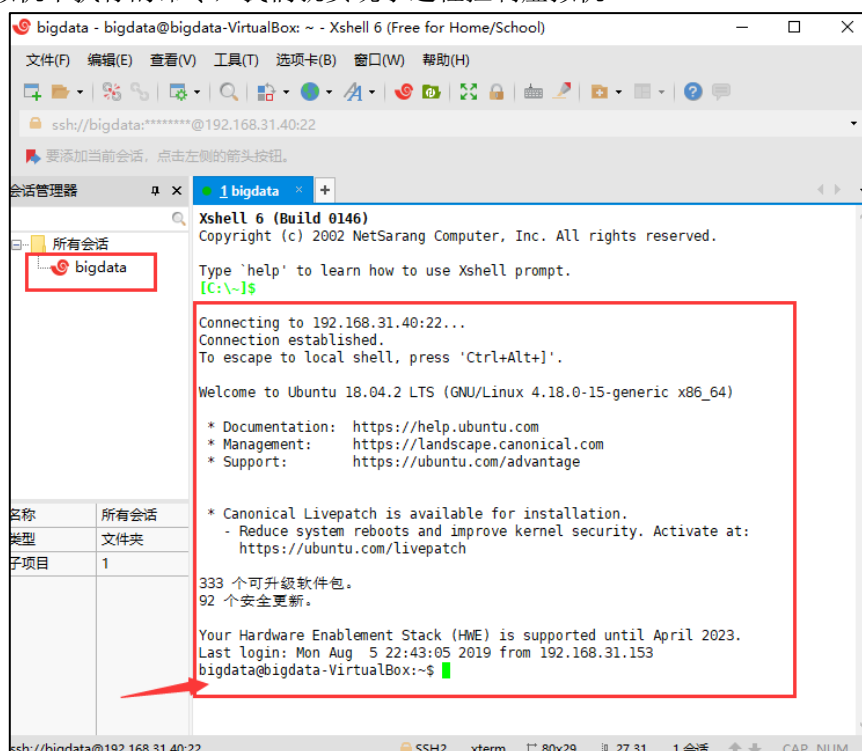 bigdata - bigdata@bigdata-VirtualBox: ~ - Xshell 6 (Free for Home/School)
文件(F) 编辑(E) 查看(V) 工具(T) 选项卡(B) 窗口(W) 帮助(H)
ssh://bigdata:********@192.168.31.40:22
要添加当前会话，点击左侧的箭头按钮。
会话管理器
1 bigdata
所有会话
bigdata
名称 所有会话
类型 文件夹
子项目 1
Xshell 6 (Build 0146)
Copyright (c) 2002 NetSarang Computer, Inc. All rights reserved.
Type `help' to learn how to use Xshell prompt.
[C:\~]$
Connecting to 192.168.31.40:22...
Connection established.
To escape to local shell, press 'Ctrl+Alt+]'.
Welcome to Ubuntu 18.04.2 LTS (GNU/Linux 4.18.0-15-generic x86_64)
* Documentation: https://help.ubuntu.com
* Management: https://landscape.canonical.com
* Support: https://ubuntu.com/advantage
* Canonical Livepatch is available for installation.
- Reduce system reboots and improve kernel security. Activate at:
https://ubuntu.com/livepatch
333 个可升级软件包。
92 个安全更新。
Your Hardware Enablement Stack (HWE) is supported until April 2023.
Last login: Mon Aug 5 22:43:05 2019 from 192.168.31.153
bigdata@bigdata-VirtualBox:~$
ssh://bigdata@192.168.31.40:22 SSH2 xterm 80x29 27,31 1 会话 CAP NUM